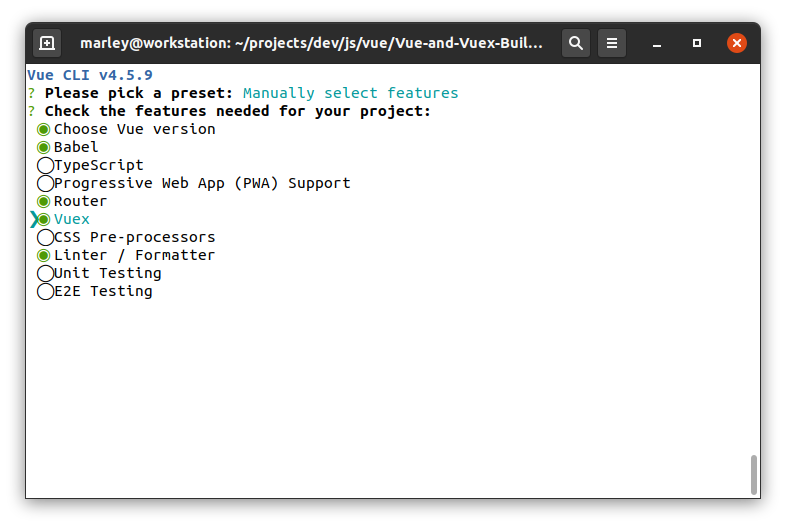 marley@workstation: ~/projects/dev/js/vue/Vue-and-Vuex-Buil...
Vue CLI v4.5.9
? Please pick a preset: Manually select features
? Check the features needed for your project:
◉ Choose Vue version
◉ Babel
◯ TypeScript
◯ Progressive Web App (PWA) Support
◉ Router
❯◉ Vuex
◯ CSS Pre-processors
◉ Linter / Formatter
◯ Unit Testing
◯ E2E Testing